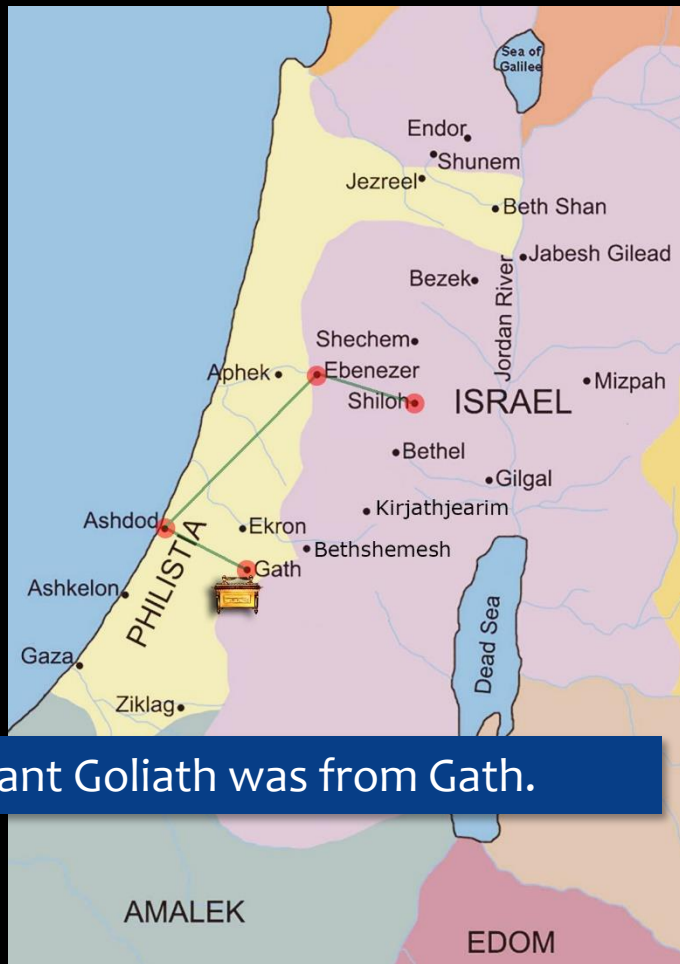 Sea of
Galilee
Endor
Shunem
Jezreel
Beth Shan
Jabesh Gilead
Bezek
Jordan River
Shechem
Aphek
Ebenezer
Mizpah
Shiloh
ISRAEL
Bethel
Gilgal
Kirjathjearim
Ashdod
Ekron
Bethshemesh
PHILISTIA
Gath
Ashkelon
Dead Sea
Gaza
Ziklag
Goliath was from Gath.
AMALEK
EDOM